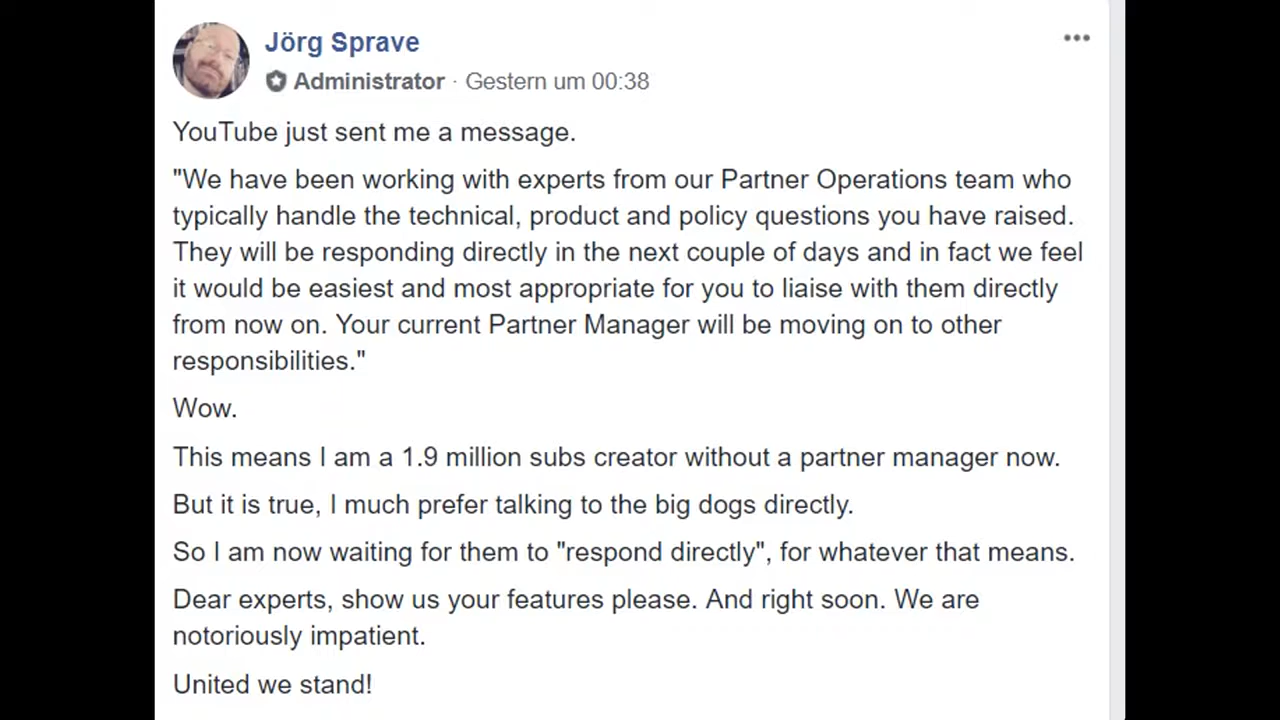 Jörg Sprave
Administrator · Gestern um 00:38
YouTube just sent me a message.
"We have been working with experts from our Partner Operations team who
typically handle the technical, product and policy questions you have raised.
They will be responding directly in the next couple of days and in fact we feel
it would be easiest and most appropriate for you to liaise with them directly
from now on. Your current Partner Manager will be moving on to other
responsibilities."
Wow.
This means I am a 1.9 million subs creator without a partner manager now.
But it is true, I much prefer talking to the big dogs directly.
So I am now waiting for them to "respond directly", for whatever that means.
Dear experts, show us your features please. And right soon. We are
notoriously impatient.
United we stand!